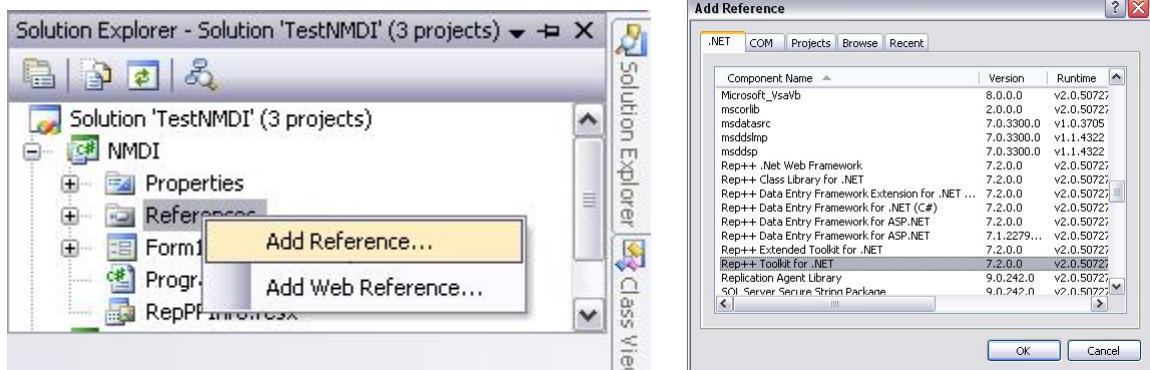 Solution Explorer - Solution 'TestNMDI' (3 projects)
Solution 'TestNMDI' (3 projects)
NMDI
Properties
References
Form1
Add Reference...
Progr
Add Web Reference...
RepPPInfo.resx
Solution Explorer
Class Vie
Add Reference
.NET COM Projects Browse Recent
Component Name Version Runtime
Microsoft_VsaVb 8.0.0.0 v2.0.50727
mscorlib 2.0.0.0 v2.0.50727
msdatasrc 7.0.3300.0 v1.0.3705
msddslmp 7.0.3300.0 v1.1.4322
msddsp 7.0.3300.0 v1.1.4322
Rep++ .Net Web Framework 7.2.0.0 v2.0.50727
Rep++ Class Library for .NET 7.2.0.0 v2.0.50727
Rep++ Data Entry Framework Extension for .NET ... 7.2.0.0 v2.0.50727
Rep++ Data Entry Framework for .NET (C#) 7.2.0.0 v2.0.50727
Rep++ Data Entry Framework for ASP.NET 7.2.0.0 v2.0.50727
Rep++ Data Entry Framework for ASP.NET 7.1.2279... v2.0.50727
Rep++ Extended Toolkit for .NET 7.2.0.0 v2.0.50727
Rep++ Toolkit for .NET 7.2.0.0 v2.0.50727
Replication Agent Library 9.0.242.0 v2.0.50727
SQL Server Secure String Package 9.0.242.0 v2.0.50727
OK Cancel